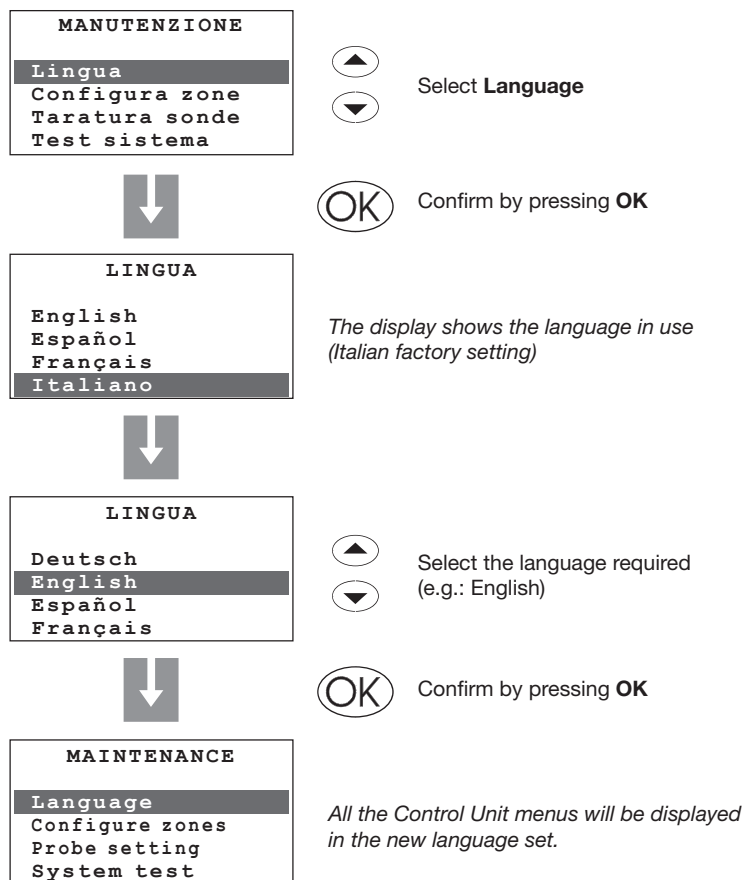 MANUTENZIONE
Lingua
Configura zone
Taratura sonde
Test sistema
Select Language
OK
Confirm by pressing OK
LINGUA
English
Español
Français
Italiano
The display shows the language in use
(Italian factory setting)
LINGUA
Deutsch
English
Español
Français
Select the language required
(e.g.: English)
OK
Confirm by pressing OK
MAINTENANCE
Language
Configure zones
Probe setting
System test
All the Control Unit menus will be displayed
in the new language set.